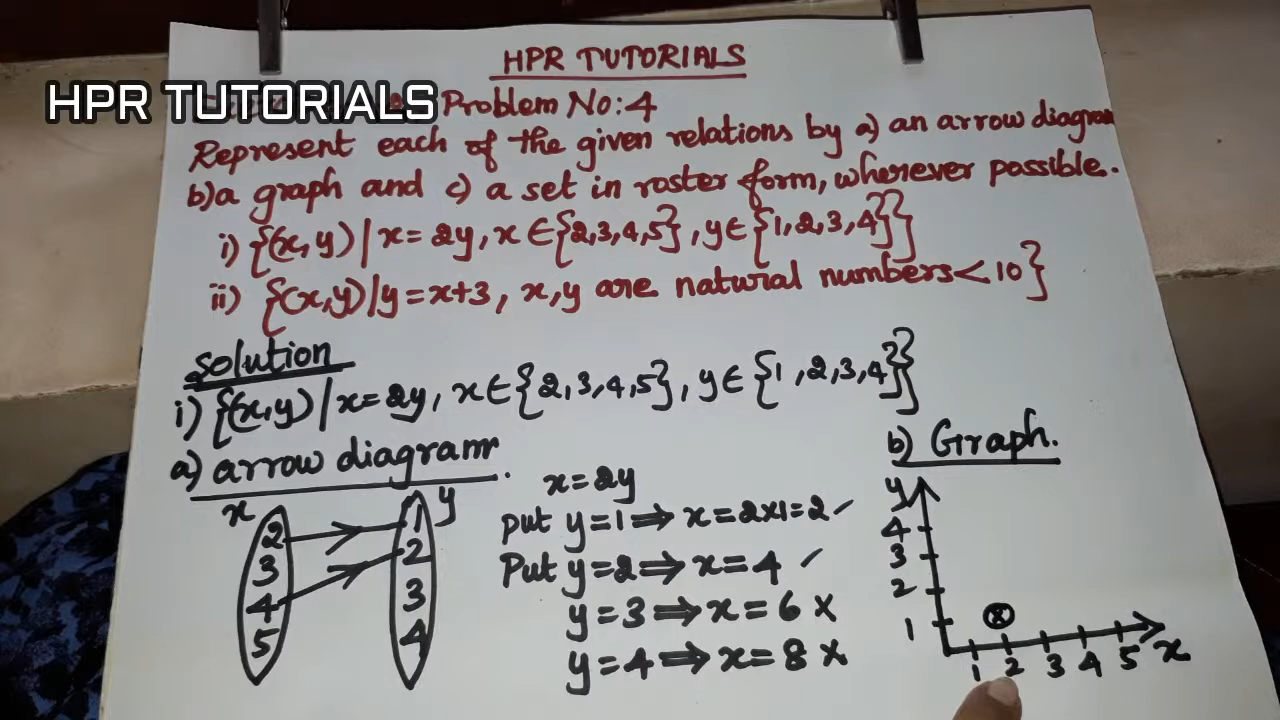 HPR TUTORIALS
HPR TUTORIALS
Problem No:4
Represent each of the given relations by a) an arrow diagram
b) a graph and c) a set in roster form, wherever possible.
i) {(x,y) | x = 2y, x ∈ {2,3,4,5}, y ∈ {1,2,3,4}}
ii) {(x,y) | y = x+3, x,y are natural numbers < 10}
Solution
i) {(x,y) | x = 2y, x ∈ {2,3,4,5}, y ∈ {1,2,3,4}}
a) arrow diagram.
x y
2 1
3 2
4 3
5 4
x = 2y
put y = 1 ⟹ x = 2x1 = 2 ✓
Put y = 2 ⟹ x = 4 ✓
y = 3 ⟹ x = 6 x
y = 4 ⟹ x = 8 x
b) Graph.
y
4
3
2
1
1 2 3 4 5 x